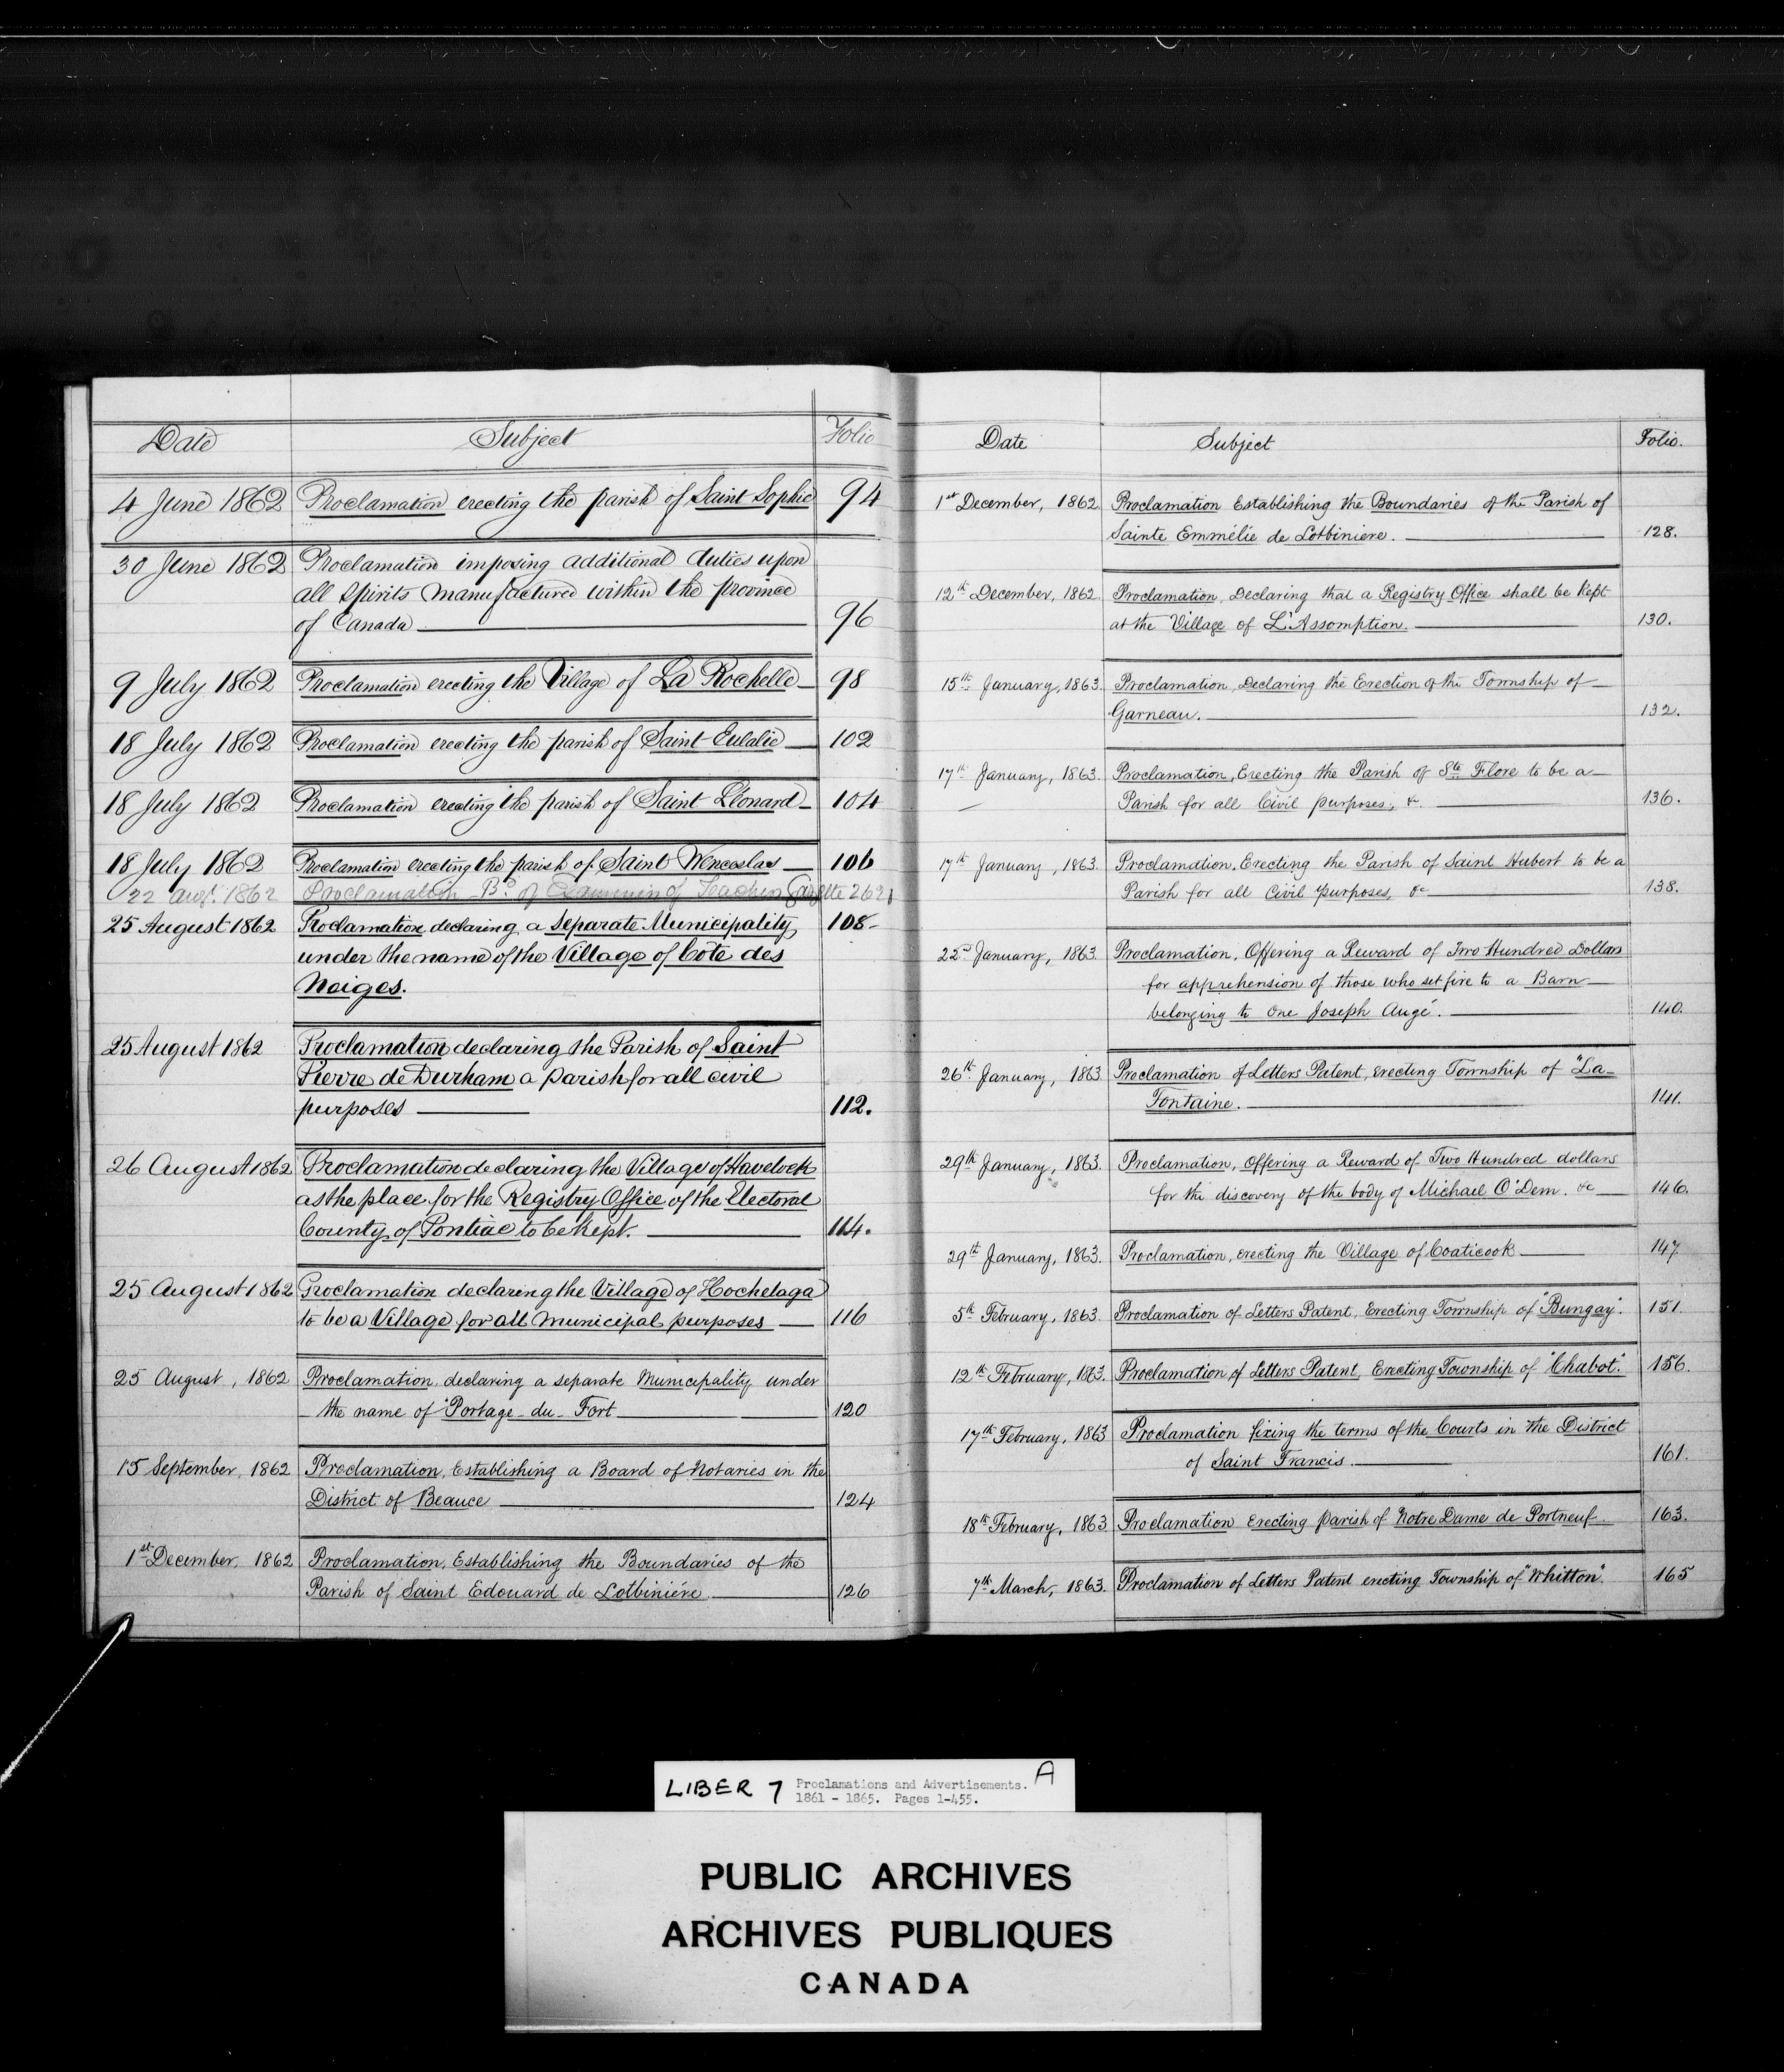 Date Subject Folio
4 June 1862 Proclamation erecting the parish of Saint Sophie 94
30 June 1862 Proclamation imposing additional duties upon
all spirits manufactured within the province
of Canada 96
9 July 1862 Proclamation erecting the Village of La Rochelle 98
18 July 1862 Proclamation erecting the parish of Saint Eulalie 102
18 July 1862 Proclamation erecting the parish of Saint Léonard 104
18 July 1862 Proclamation erecting the parish of Saint Wenceslas 106
22 Augt. 1862 Proclamation Bd of Examining of Teachers Gazette 2621
25 August 1862 Proclamation declaring a separate Municipality 108
under the name of the Village of Côte des
Neiges.
25 August 1862 Proclamation declaring the Parish of Saint
Pierre de Durham a parish for all civil
purposes 112.
26 August 1862 Proclamation declaring the Village of Havelock
as the place for the Registry Office of the Electoral
County of Pontiac to be kept. 114.
25 August 1862 Proclamation declaring the Village of Hochelaga
to be a Village for all municipal purposes 116
25 August, 1862 Proclamation, declaring a separate Municipality under
the name of "Portage-du-Fort 120
15 September, 1862 Proclamation, Establishing a Board of Notaries in the
District of Beauce 124
1st December, 1862 Proclamation, Establishing the Boundaries of the
Parish of Saint Edouard de Lotbiniére 126
Date Subject Folio.
1st December, 1862 Proclamation Establishing the Boundaries of the Parish of
Sainte Emmélie de Lotbiniere. 128.
12th December, 1862 Proclamation, Declaring that a Registry Office shall be kept
at the Village of L'Assomption. 130.
15th January, 1863. Proclamation, Declaring the Erection of the Township of
Garneau. 132.
17th January, 1863. Proclamation, Erecting the Parish of Ste Flore to be a
Parish for all Civil purposes, &c. 136.
17th January, 1863. Proclamation, Erecting the Parish of Saint Hubert to be a
Parish for all Civil purposes, &c 138.
22nd January, 1863. Proclamation, Offering a Reward of Two Hundred Dollars
for apprehension of those who set fire to a Barn
belonging to one Joseph Augé. 140.
26th January, 1863 Proclamation of Letters Patent, erecting Township of "La-
Fontaine. 141.
29th January, 1863. Proclamation, offering a Reward of Two Hundred dollars
for the discovery of the body of Michael O'Dem. &c 146.
29th January, 1863. Proclamation, erecting the Village of Coaticook 147
5th February, 1863. Proclamation of Letters Patent, Erecting Township of "Bungay". 151.
12th February, 1863. Proclamation of Letters Patent, Erecting Township of "Chabot." 156.
17th February, 1863 Proclamation fixing the terms of the Courts in the District
of Saint Francis. 161.
18th February, 1863 Proclamation Erecting parish of Notre Dame de Portneuf. 163.
7th March, 1863. Proclamation of Letters Patent erecting Township of "Whitton". 165
LIBER 7 Proclamations and Advertisements. A
1861 - 1865. Pages 1-455.
PUBLIC ARCHIVES
ARCHIVES PUBLIQUES
CANADA